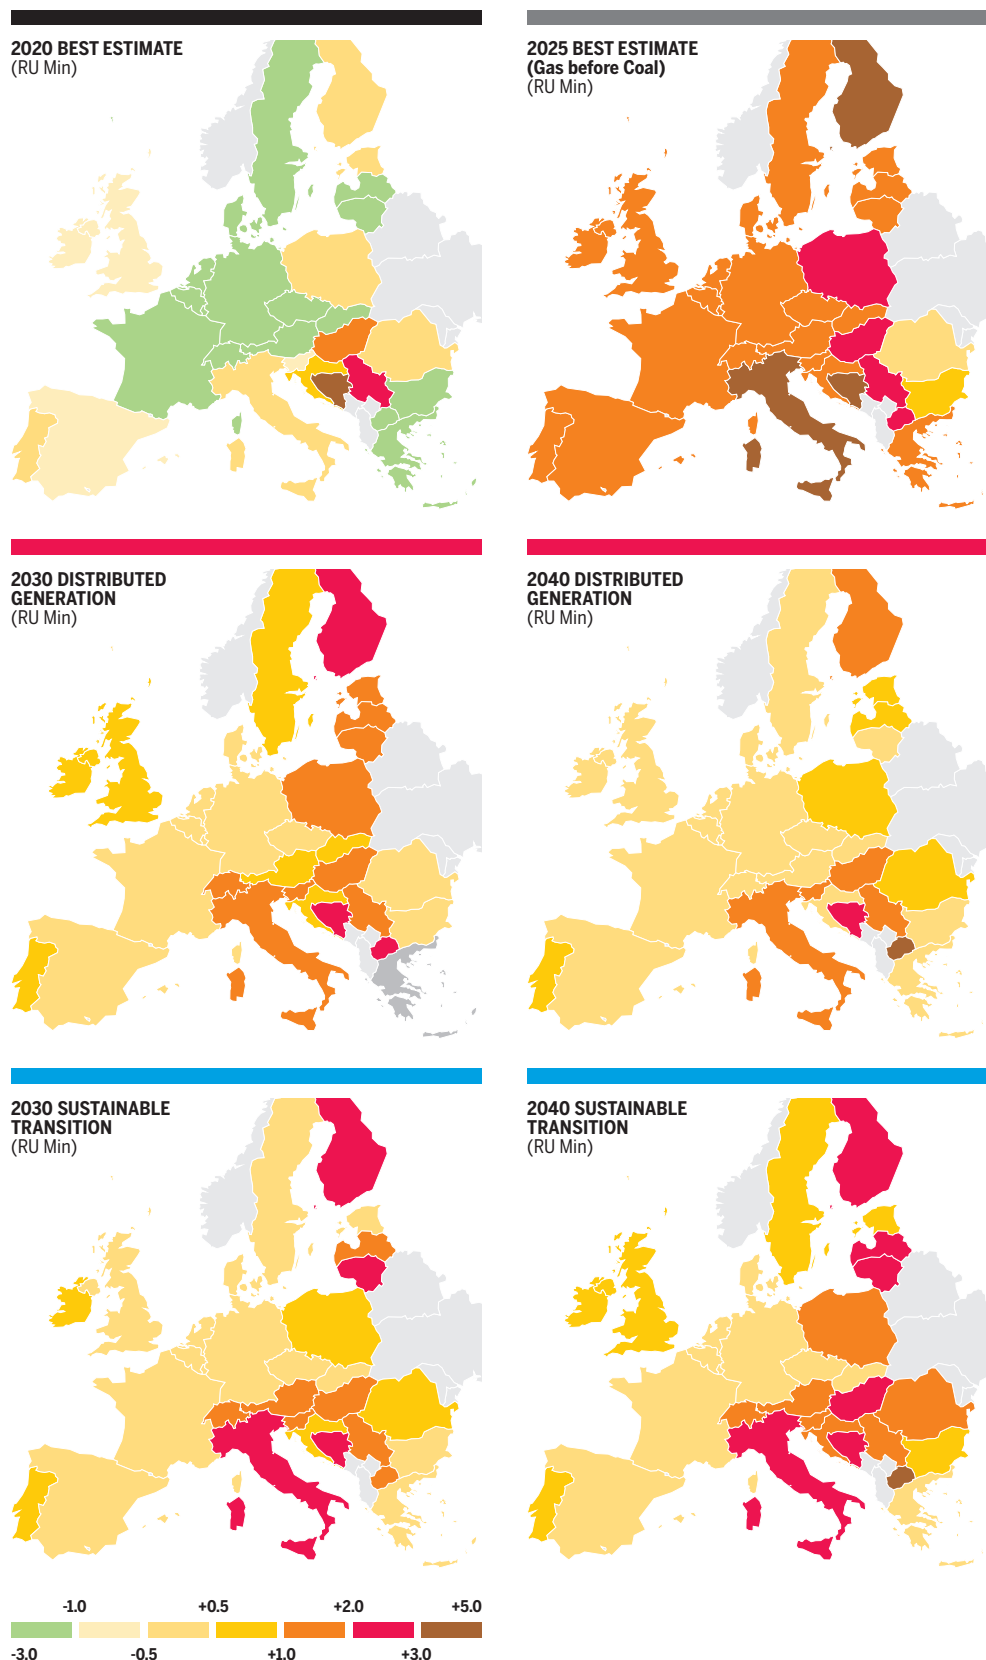 2020 BEST ESTIMATE
(RU Min)
2025 BEST ESTIMATE
(Gas before Coal)
(RU Min)
2030 DISTRIBUTED
GENERATION
(RU Min)
2040 DISTRIBUTED
GENERATION
(RU Min)
2030 SUSTAINABLE
TRANSITION
(RU Min)
2040 SUSTAINABLE
TRANSITION
(RU Min)
-1.0 +0.5 +2.0 +5.0
-3.0 -0.5 +1.0 +3.0